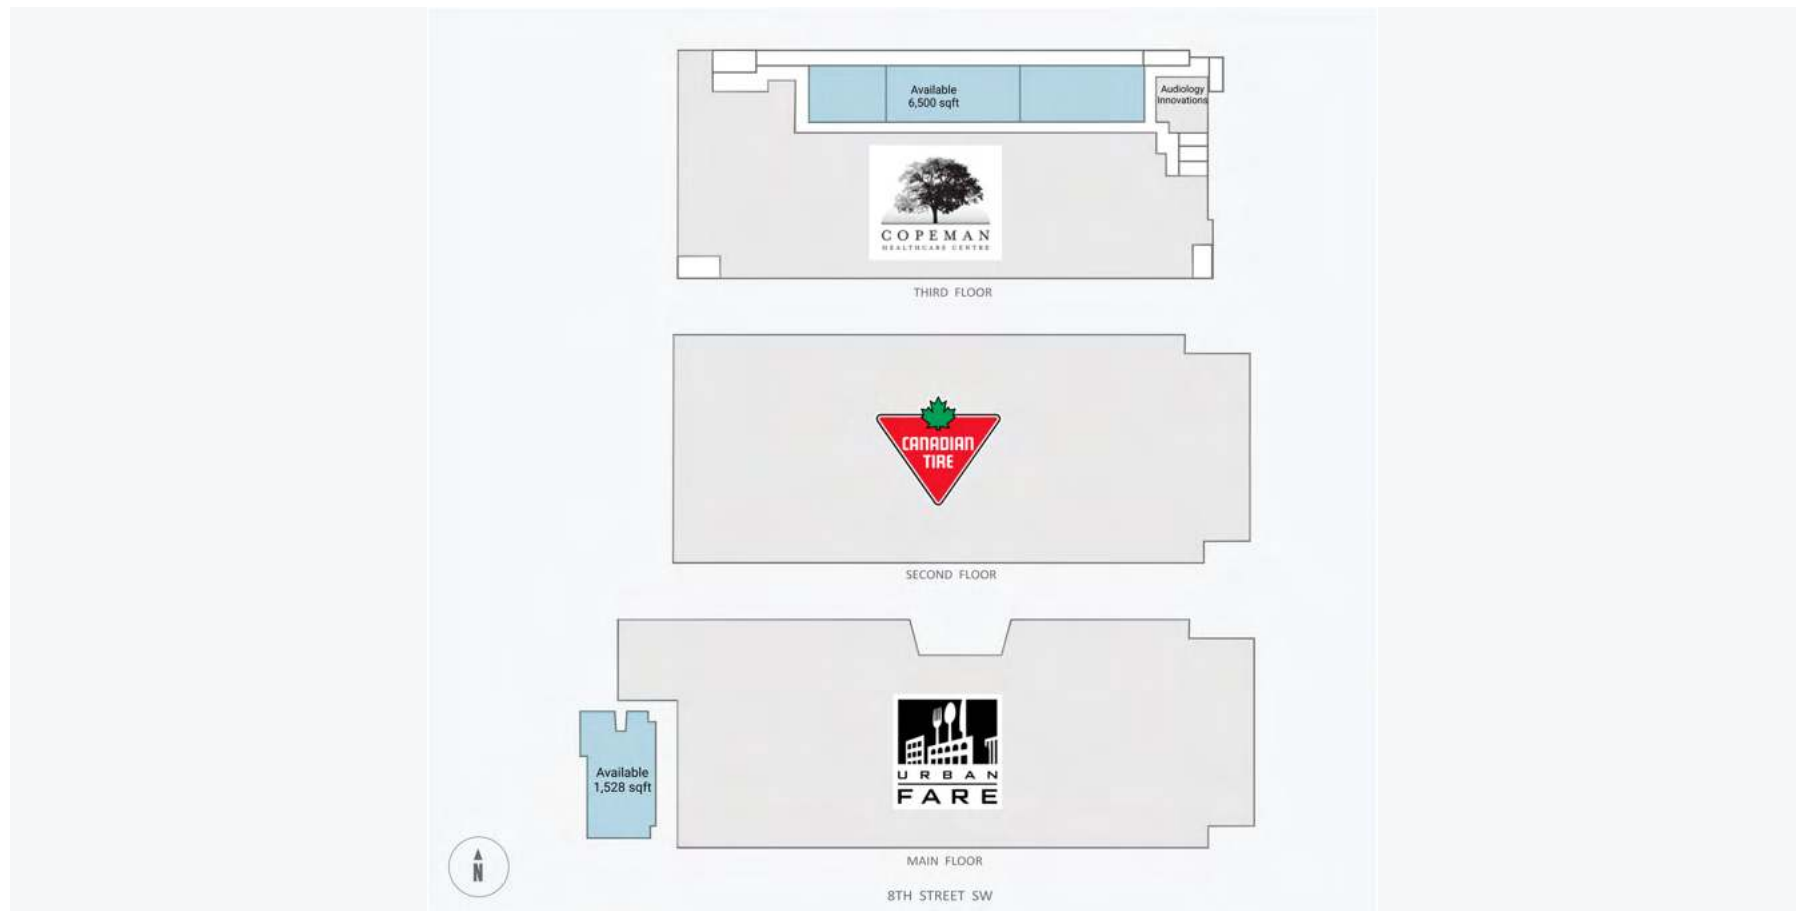 Available
6,500 sqft
Audiology
Innovations
COPEMAN
HEALTHCARE CENTRE
THIRD FLOOR
CANADIAN
TIRE
SECOND FLOOR
URBAN
FARE
Available
1,528 sqft
N
MAIN FLOOR
8TH STREET SW